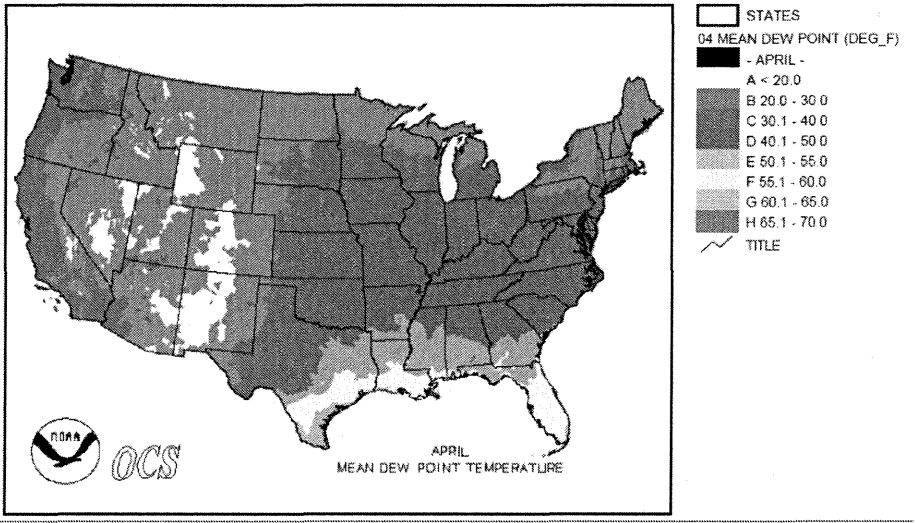 STATES
04 MEAN DEW POINT (DEG_F)
- APRIL -
A < 20.0
B 20.0 - 30.0
C 30.1 - 40.0
D 40.1 - 50.0
E 50.1 - 55.0
F 55.1 - 60.0
G 60.1 - 65.0
H 65.1 - 70.0
TITLE
NOAA
OCS
APRIL
MEAN DEW POINT TEMPERATURE